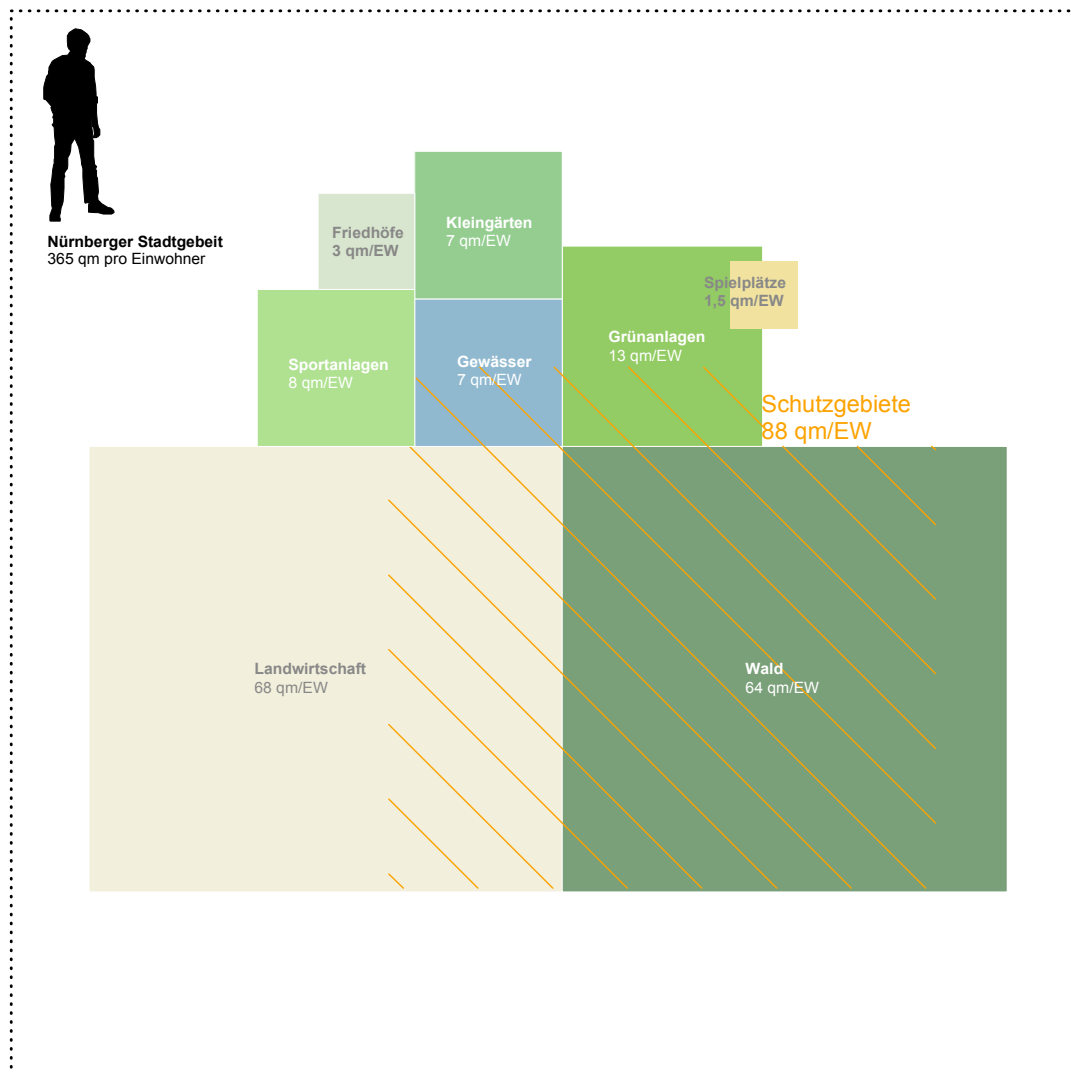 Nürnberger Stadtgebeit
365 qm pro Einwohner
Friedhöfe
3 qm/EW
Kleingärten
7 qm/EW
Spielplätze
1,5 qm/EW
Sportanlagen
8 qm/EW
Gewässer
7 qm/EW
Grünanlagen
13 qm/EW
Schutzgebiete
88 qm/EW
Landwirtschaft
68 qm/EW
Wald
64 qm/EW